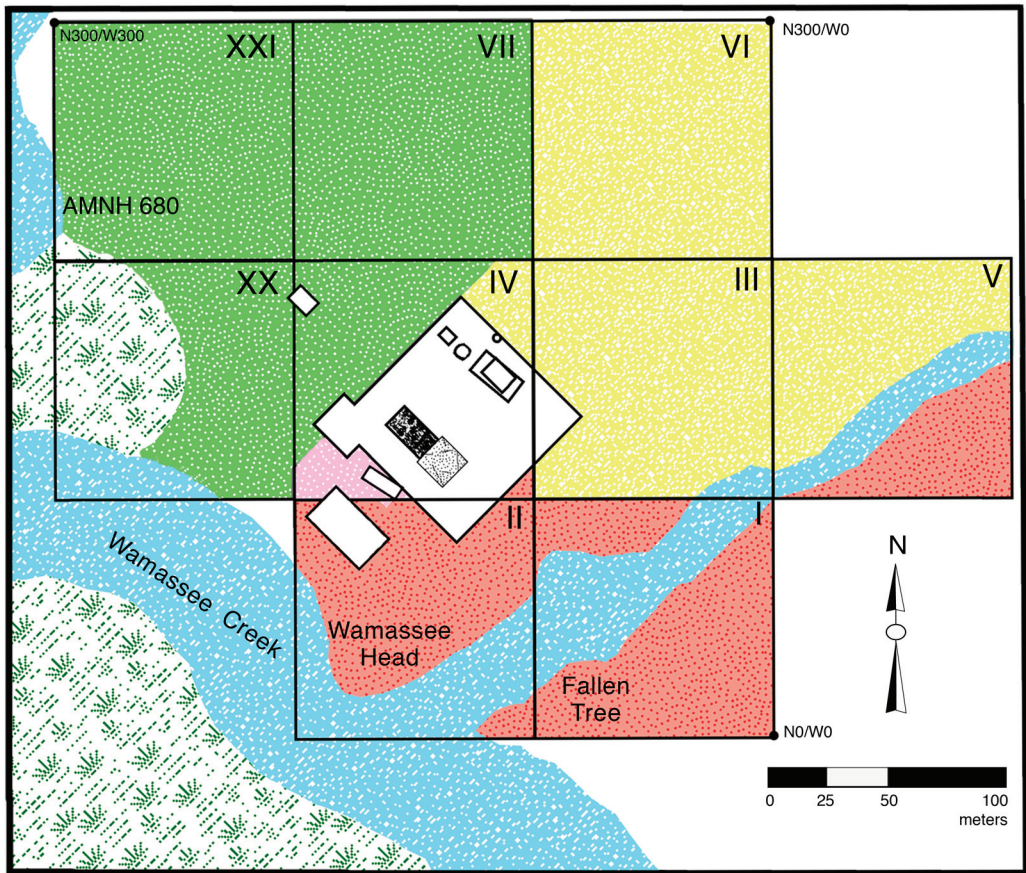 N300/W300
XXI
VII
VI
N300/W0
AMNH 680
XX
IV
III
V
II
I
Wamassee Creek
Wamassee
Head
Fallen
Tree
N
N0/W0
0 25 50 100
meters